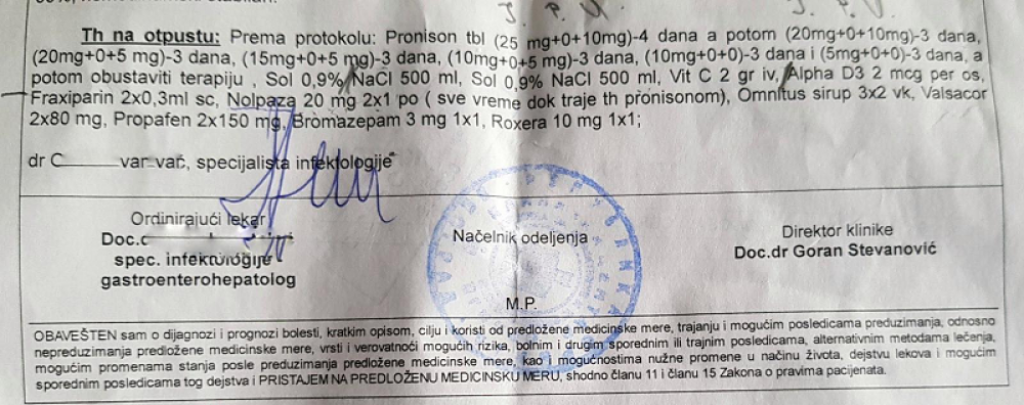 J. P. V.
J. P. V.
Th na otpustu: Prema protokolu: Pronison tbl (25 mg+0+10mg)-4 dana a potom (20mg+0+10mg)-3 dana,
(20mg+0+5 mg)-3 dana, (15mg+0+5 mg)-3 dana, (10mg+0+5 mg)-3 dana, (10mg+0+0)-3 dana i (5mg+0+0)-3 dana, a
potom obustaviti terapiju , Sol 0,9% NaCl 500 ml, Sol 0,9% NaCl 500 ml, Vit C 2 gr iv, Alpha D3 2 mcg per os,
Fraxiparin 2x0,3ml sc, Nolpaza 20 mg 2x1 po ( sve vreme dok traje th pronisonom), Omnitus sirup 3x2 vk, Valsacor
2x80 mg, Propafen 2x150 mg, Bromazepam 3 mg 1x1, Roxera 10 mg 1x1;
dr C var vač, specijalista infektologije
Ordinirajući lekar
Doc.
spec. infektologije
gastroenterohepatolog
Načelnik odeljenja
M.P.
Direktor klinike
Doc.dr Goran Stevanović
OBAVEŠTEN sam o dijagnozi i prognozi bolesti, kratkim opisom, cilju i koristi od predložene medicinske mere, trajanju i mogućim posledicama preduzimanja, odnosno
nepreduzimanja predložene medicinske mere, vrsti i verovatnoći mogućih rizika, bolnim i drugim sporednim ili trajnim posledicama, alternativnim metodama lečenja,
mogućim promenama stanja posle preduzimanja predložene medicinske mere, kao i mogućnostima nužne promene u načinu života, dejstvu lekova i mogućim
sporednim posledicama tog dejstva i PRISTAJEM NA PREDLOŽENU MEDICINSKU MERU, shodno članu 11 i članu 15 Zakona o pravima pacijenata.